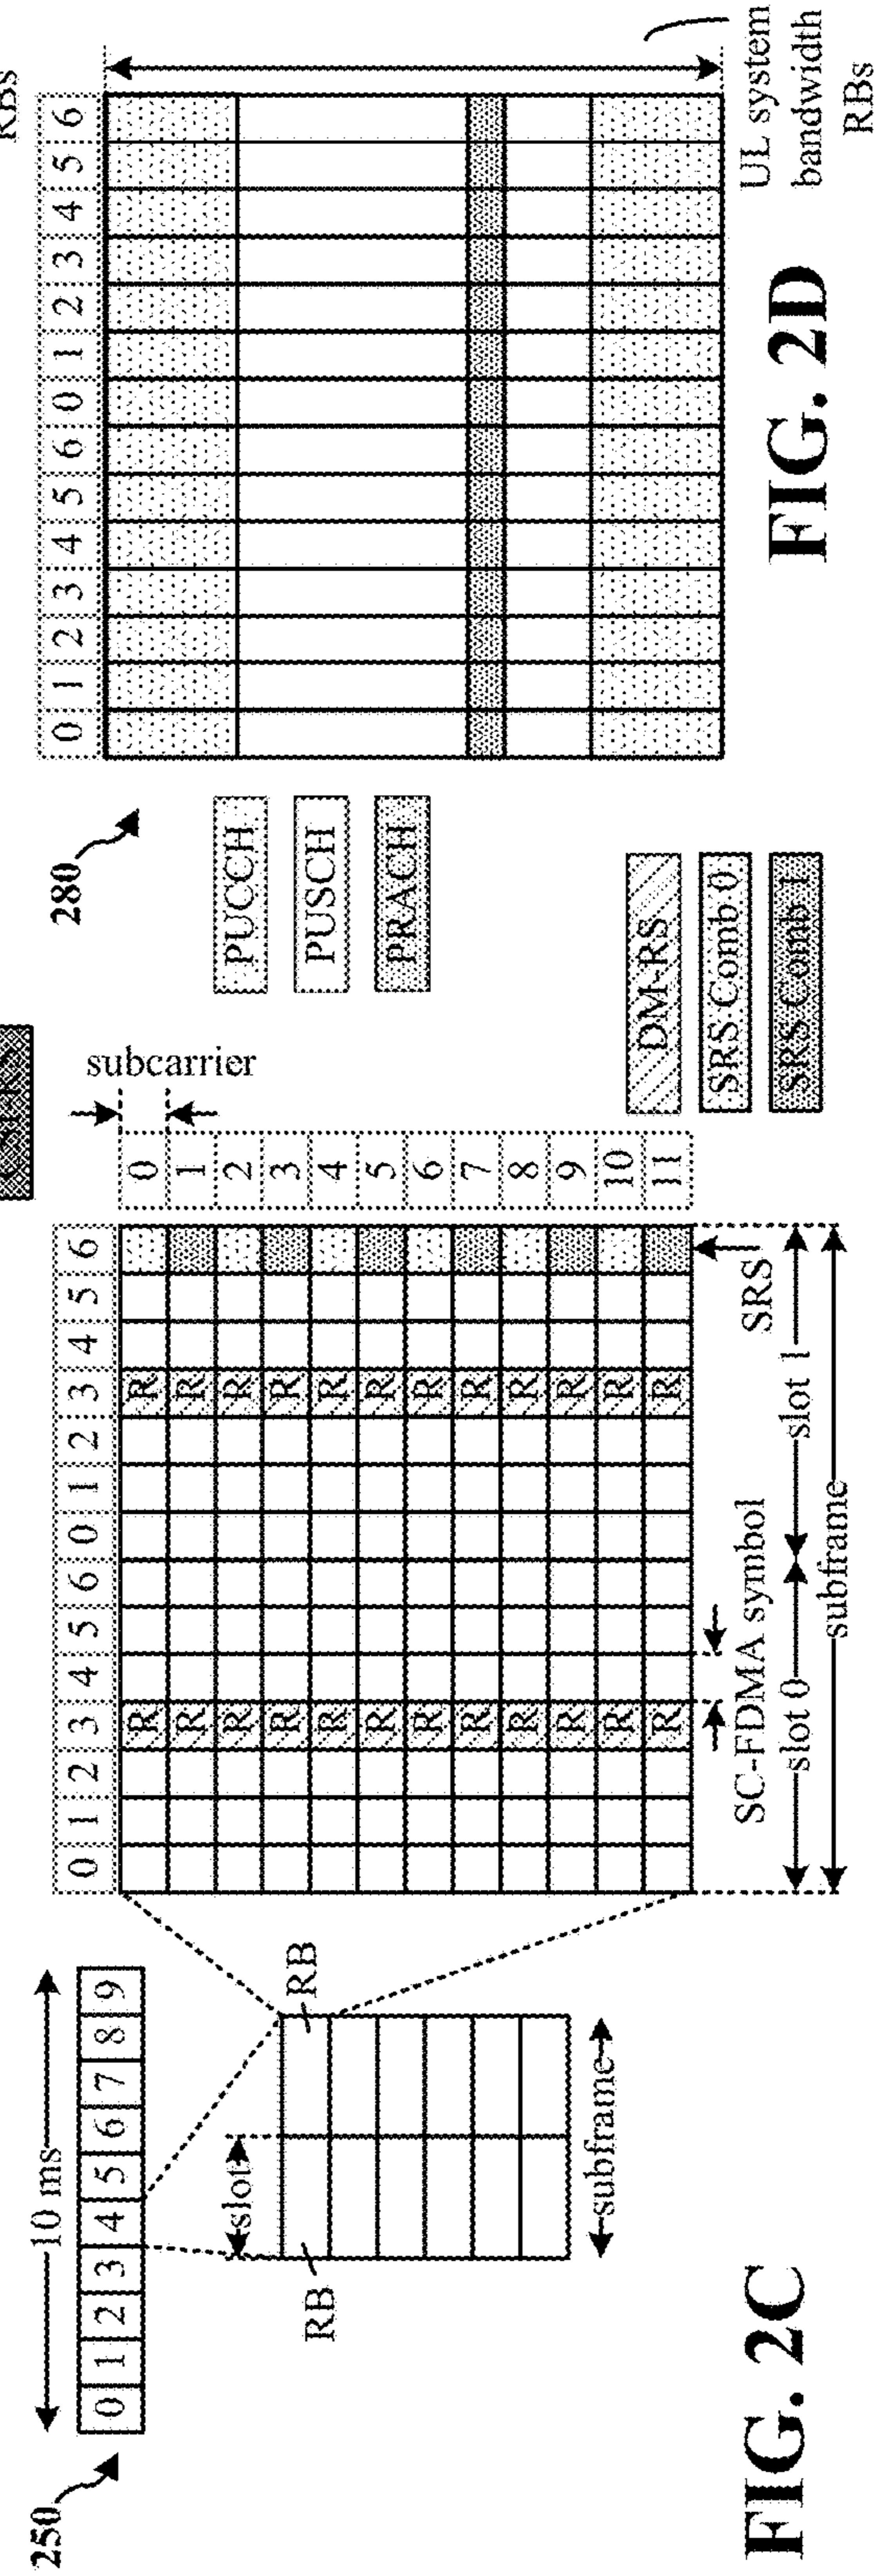 250
10 ms
0 1 2 3 4 5 6 7 8 9
slot
RB
RB
subframe
FIG. 2C
0 1 2 3 4 5 6 0 1 2 3 4 5 6
R R
R R
R R
R R
R R
R R
R R
R R
R R
R R
R R
R R
subcarrier
0
1
2
3
4
5
6
7
8
9
10
11
SC-FDMA symbol
SRS
slot 0
slot 1
subframe
DM-RS
SRS Comb 0
SRS Comb 1
280
PUCCH
PUSCH
PRACH
0 1 2 3 4 5 6 0 1 2 3 4 5 6
RBs
UL system
bandwidth
RBs
FIG. 2D